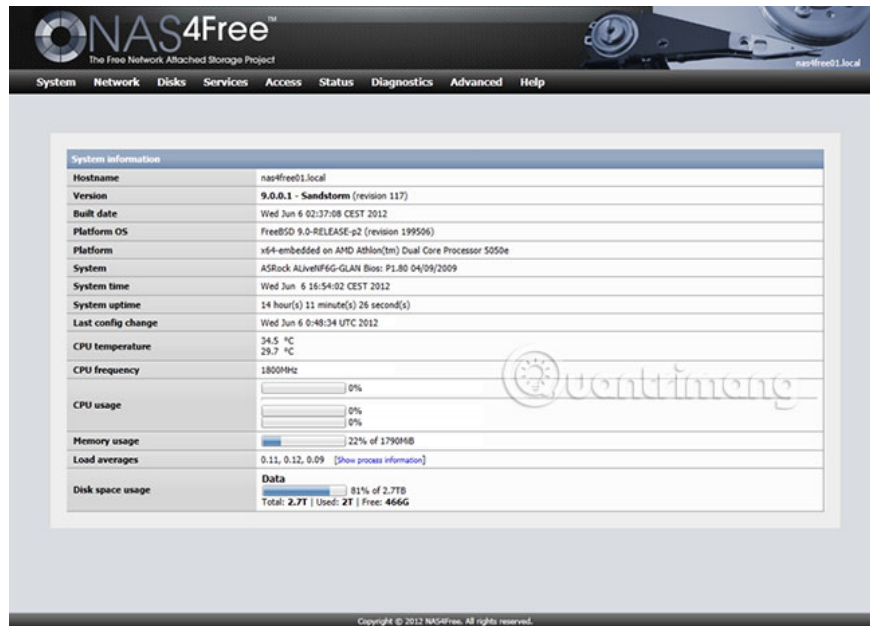 NAS4Free™
The Free Network Attached Storage Project
nas4free01.local
System Network Disks Services Access Status Diagnostics Advanced Help
System information
Hostname nas4free01.local
Version 9.0.0.1 - Sandstorm (revision 117)
Built date Wed Jun 6 02:37:08 CEST 2012
Platform OS FreeBSD 9.0-RELEASE-p2 (revision 199506)
Platform x64-embedded on AMD Athlon(tm) Dual Core Processor 5050e
System ASRock ALiveNF6G-GLAN Bios: P1.80 04/09/2009
System time Wed Jun 6 16:54:02 CEST 2012
System uptime 14 hour(s) 11 minute(s) 26 second(s)
Last config change Wed Jun 6 0:48:34 UTC 2012
CPU temperature 34.5 °C
29.7 °C
CPU frequency 1800MHz
CPU usage 0%
0%
0%
Memory usage 22% of 1790MiB
Load averages 0.11, 0.12, 0.09 [Show process information]
Disk space usage Data
81% of 2.7TB
Total: 2.7T | Used: 2T | Free: 466G
Quantrimang
Copyright © 2012 NAS4Free. All rights reserved.